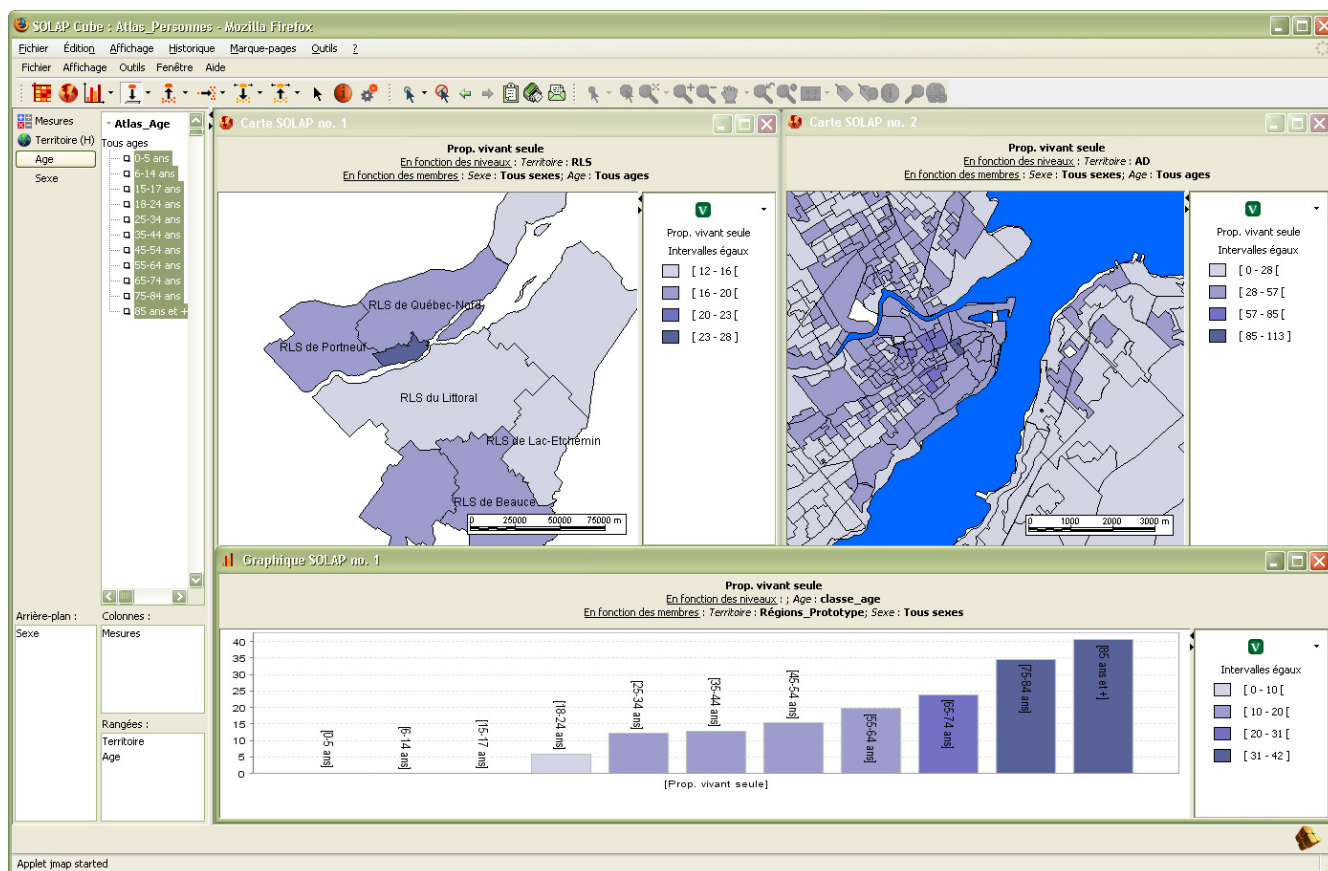 SOLAP Cube : Atlas_Personnes - Mozilla Firefox
Fichier Édition Affichage Historique Marque-pages Outils ?
Fichier Affichage Outils Fenêtre Aide
Mesures
Territoire (H)
Age
Sexe
Atlas_Age
Tous ages
0-5 ans
6-14 ans
15-17 ans
18-24 ans
25-34 ans
35-44 ans
45-54 ans
55-64 ans
65-74 ans
75-84 ans
85 ans et +
Arrière-plan :
Sexe
Colonnes :
Mesures
Rangées :
Territoire
Age
Carte SOLAP no. 1
Prop. vivant seule
En fonction des niveaux : Territoire : RLS
En fonction des membres : Sexe : Tous sexes; Age : Tous ages
RLS de Québec-Nord
RLS de Portneuf
RLS du Littoral
RLS de Lac-Etchemin
RLS de Beauce
0 25000 50000 75000 m
V
Prop. vivant seule
Intervalles égaux
[ 12 - 16 [
[ 16 - 20 [
[ 20 - 23 [
[ 23 - 28 ]
Carte SOLAP no. 2
Prop. vivant seule
En fonction des niveaux : Territoire : AD
En fonction des membres : Sexe : Tous sexes; Age : Tous ages
0 1000 2000 3000 m
V
Prop. vivant seule
Intervalles égaux
[ 0 - 28 [
[ 28 - 57 [
[ 57 - 85 [
[ 85 - 113 ]
Graphique SOLAP no. 1
Prop. vivant seule
En fonction des niveaux : ; Age : classe_age
En fonction des membres : Territoire : Régions_Prototype; Sexe : Tous sexes
40
35
30
25
20
15
10
5
0
[0-5 ans]
[6-14 ans]
[15-17 ans]
[18-24 ans]
[25-34 ans]
[35-44 ans]
[45-54 ans]
[55-64 ans]
[65-74 ans]
[75-84 ans]
[85 ans et +]
[Prop. vivant seule]
V
Intervalles égaux
[ 0 - 10 [
[ 10 - 20 [
[ 20 - 31 [
[ 31 - 42 ]
Applet jmap started